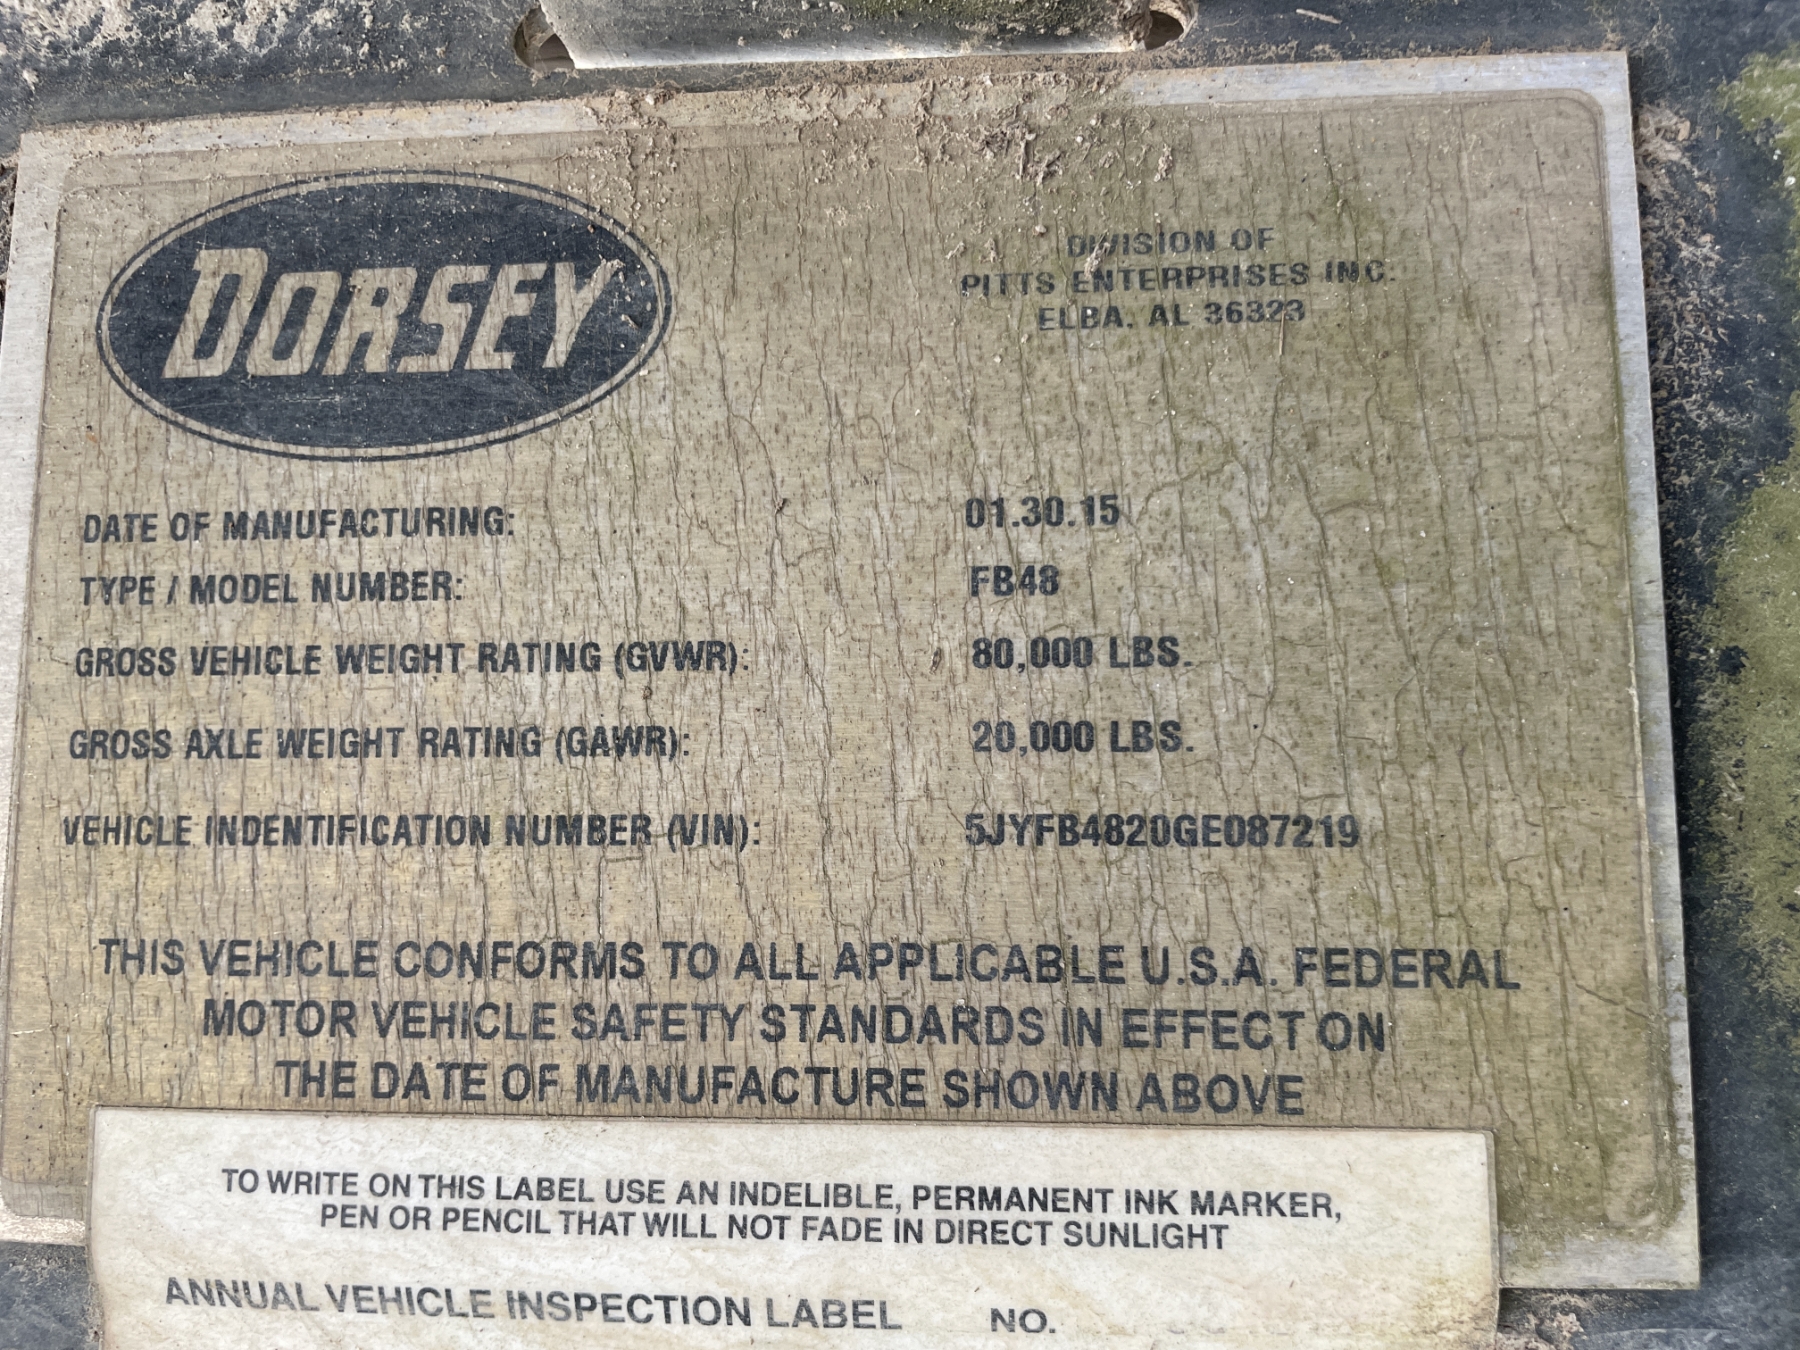 DORSEY
DIVISION OF
PITTS ENTERPRISES INC.
ELBA, AL 36323
DATE OF MANUFACTURING: 01.30.15
TYPE / MODEL NUMBER: FB48
GROSS VEHICLE WEIGHT RATING (GVWR): 80,000 LBS.
GROSS AXLE WEIGHT RATING (GAWR): 20,000 LBS.
VEHICLE INDENTIFICATION NUMBER (VIN): 5JYFB4820GE087219
THIS VEHICLE CONFORMS TO ALL APPLICABLE U.S.A. FEDERAL
MOTOR VEHICLE SAFETY STANDARDS IN EFFECT ON
THE DATE OF MANUFACTURE SHOWN ABOVE
TO WRITE ON THIS LABEL USE AN INDELIBLE, PERMANENT INK MARKER,
PEN OR PENCIL THAT WILL NOT FADE IN DIRECT SUNLIGHT
ANNUAL VEHICLE INSPECTION LABEL NO.